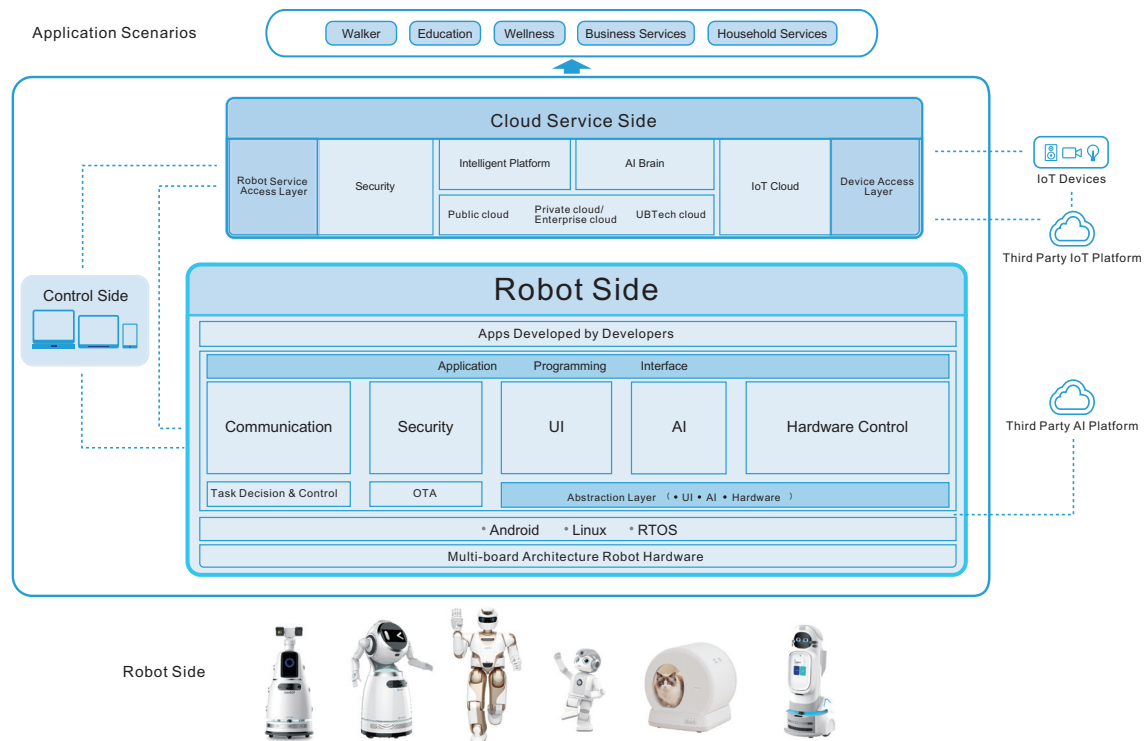 Application Scenarios
Walker
Education
Wellness
Business Services
Household Services
Cloud Service Side
Robot Service
Access Layer
Security
Intelligent Platform
AI Brain
Public cloud
Private cloud/
Enterprise cloud
UBTech cloud
IoT Cloud
Device Access
Layer
IoT Devices
Third Party IoT Platform
Control Side
Robot Side
Apps Developed by Developers
Application Programming Interface
Communication
Security
UI
AI
Hardware Control
Task Decision & Control
OTA
Abstraction Layer ( • UI • AI • Hardware )
• Android • Linux • RTOS
Multi-board Architecture Robot Hardware
Third Party AI Platform
Robot Side